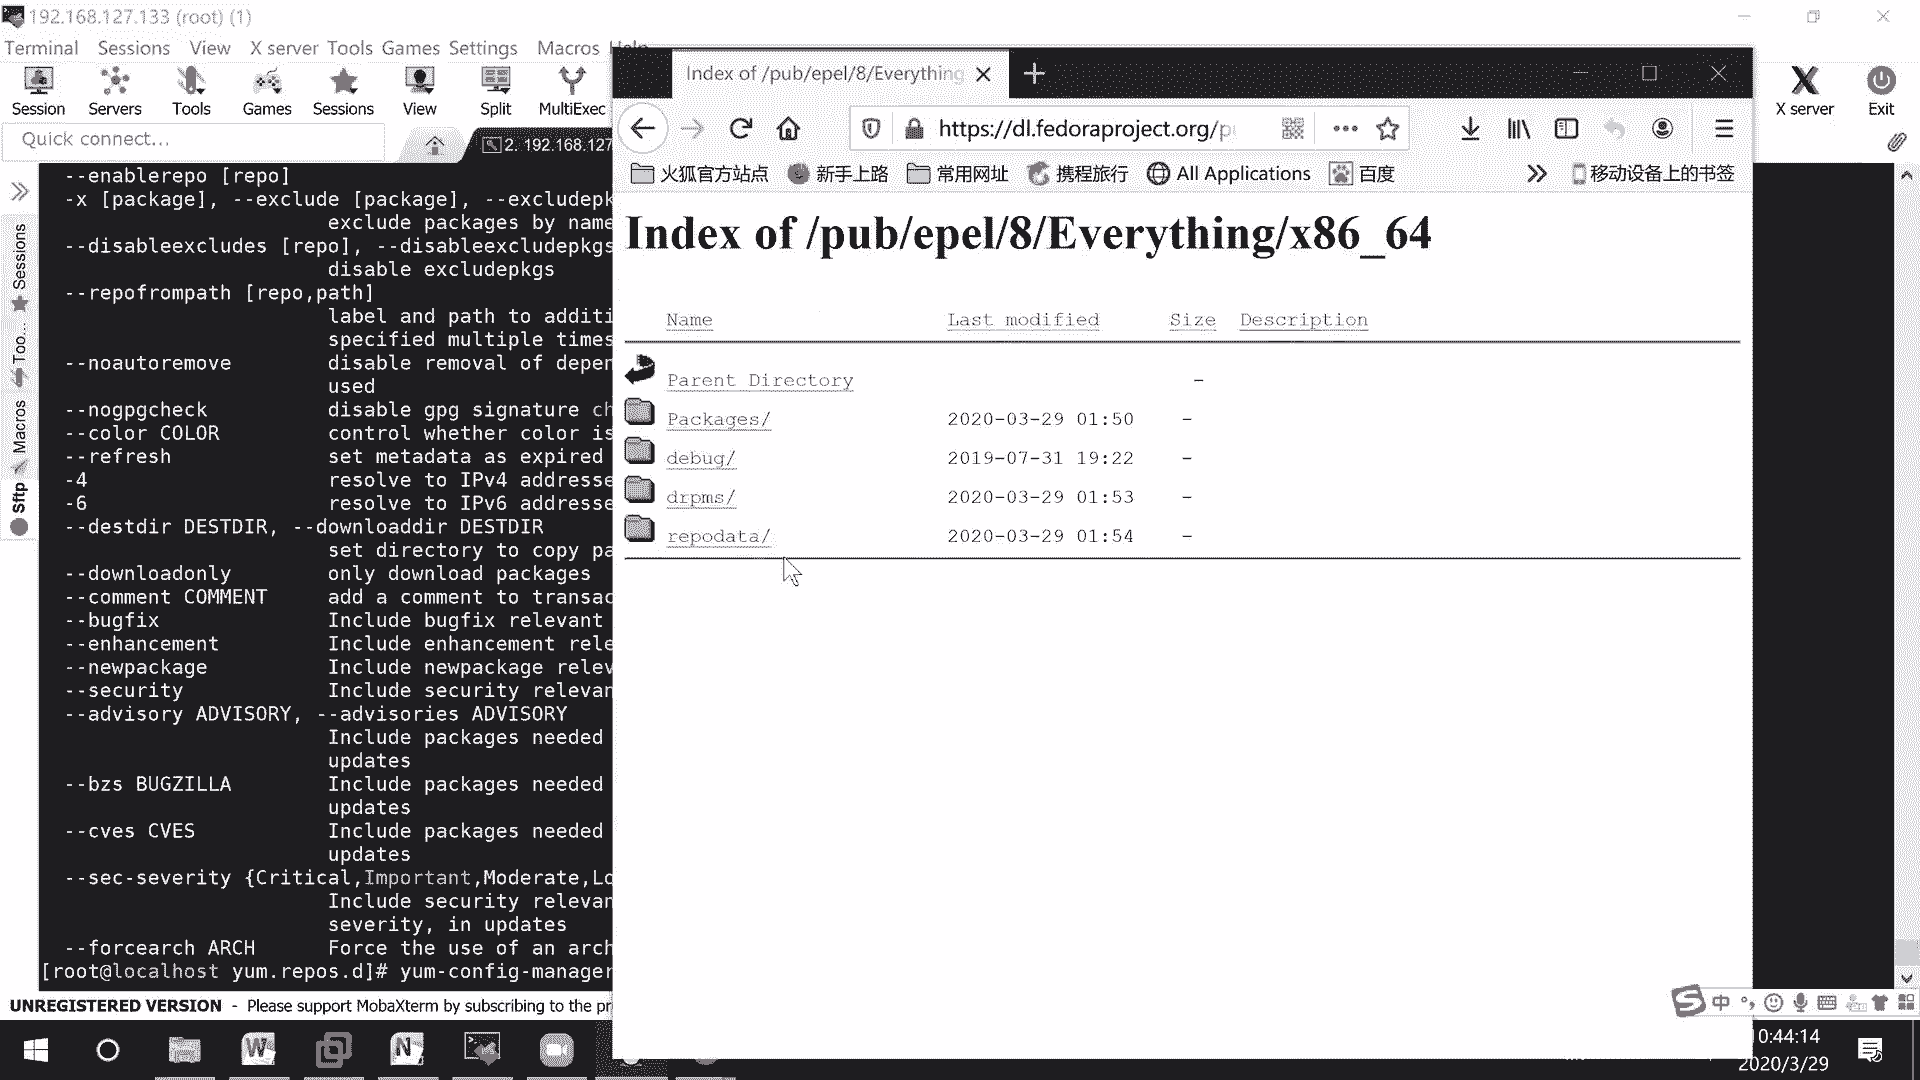 192.168.127.133 (root) (1)
Terminal Sessions View X server Tools Games Settings Macros Help
Session Servers Tools Games Sessions View Split MultiExec
X server Exit
Quick connect...
2. 192.168.127
Sessions
Too...
Macros
Sftp
--enablerepo [repo]
-x [package], --exclude [package], --excludepk
exclude packages by name
--disableexcludes [repo], --disableexcludepkgs
disable excludepkgs
--repofrompath [repo,path]
label and path to additi
specified multiple times
--noautoremove disable removal of depen
used
--nogpgcheck disable gpg signature ch
--color COLOR control whether color is
--refresh set metadata as expired
-4 resolve to IPv4 addresse
-6 resolve to IPv6 addresse
--destdir DESTDIR, --downloaddir DESTDIR
set directory to copy pa
--downloadonly only download packages
--comment COMMENT add a comment to transac
--bugfix Include bugfix relevant
--enhancement Include enhancement rele
--newpackage Include newpackage relev
--security Include security relevan
--advisory ADVISORY, --advisories ADVISORY
Include packages needed
updates
--bzs BUGZILLA Include packages needed
updates
--cves CVES Include packages needed
updates
--sec-severity {Critical,Important,Moderate,Lo
Include security relevan
severity, in updates
--forcearch ARCH Force the use of an arch
[root@localhost yum.repos.d]# yum-config-manager
UNREGISTERED VERSION - Please support MobaXterm by subscribing to the pr
Index of /pub/epel/8/Everything
https://dl.fedoraproject.org/p
火狐官方站点 新手上路 常用网址 携程旅行 All Applications 百度 移动设备上的书签
Index of /pub/epel/8/Everything/x86_64
Name Last modified Size Description
Parent Directory -
Packages/ 2020-03-29 01:50 -
debug/ 2019-07-31 19:22 -
drpms/ 2020-03-29 01:53 -
repodata/ 2020-03-29 01:54 -
中
0:44:14
2020/3/29